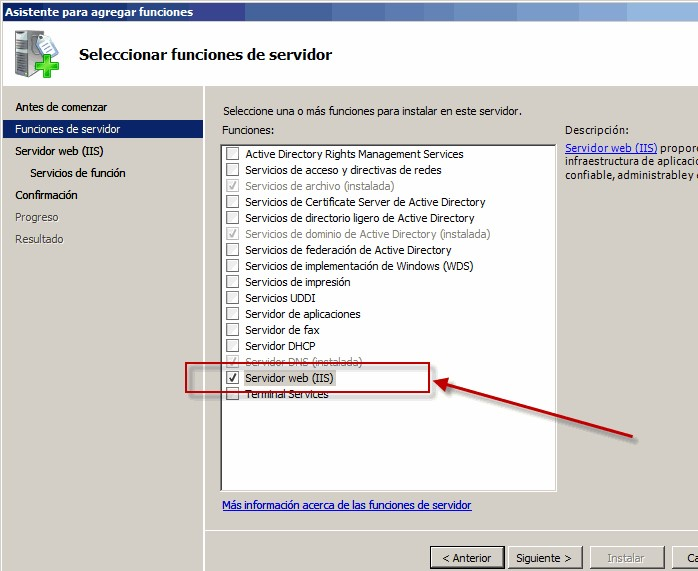 Asistente para agregar funciones
Seleccionar funciones de servidor
Antes de comenzar
Funciones de servidor
Servidor web (IIS)
Servicios de función
Confirmación
Progreso
Resultado
Seleccione una o más funciones para instalar en este servidor.
Funciones:
Active Directory Rights Management Services
Servicios de acceso y directivas de redes
Servicios de archivo (instalada)
Servicios de Certificate Server de Active Directory
Servicios de directorio ligero de Active Directory
Servicios de dominio de Active Directory (instalada)
Servicios de federación de Active Directory
Servicios de implementación de Windows (WDS)
Servicios de impresión
Servicios UDDI
Servidor de aplicaciones
Servidor de fax
Servidor DHCP
Servidor DNS (instalada)
Servidor web (IIS)
Terminal Services
Más información acerca de las funciones de servidor
Descripción:
Servidor web (IIS) propor
infraestructura de aplicacio
confiable, administrable y
< Anterior
Siguiente >
Instalar
Ca